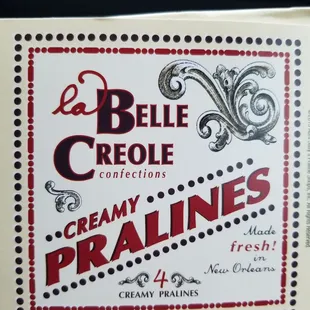 la BELLE
CREOLE
confections
CREAMY
PRALINES
Made
fresh!
in
New Orleans
4
CREAMY PRALINES